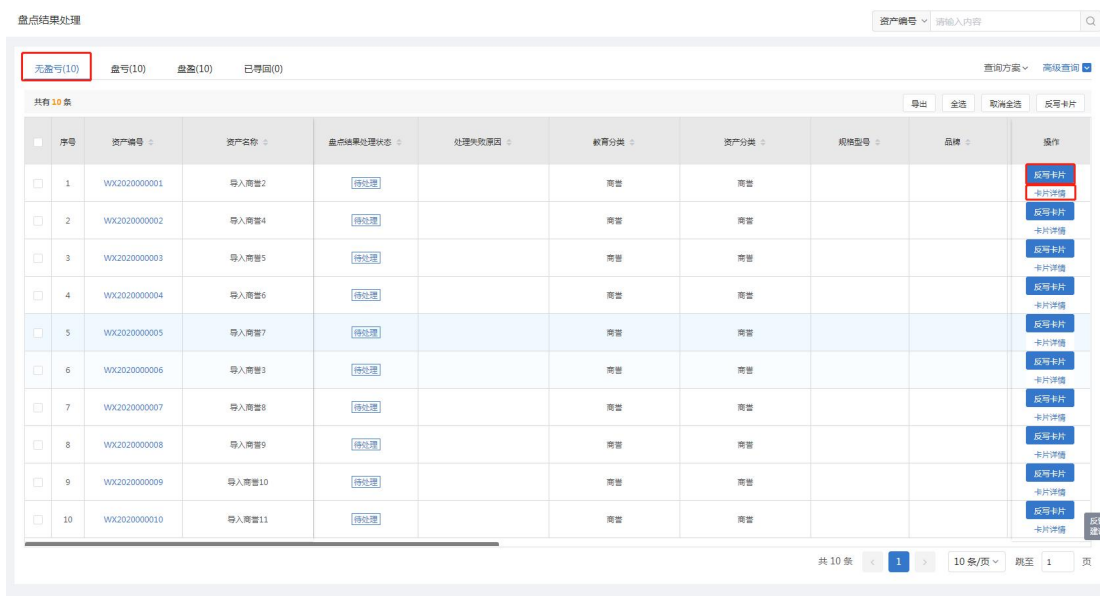 盘点结果处理
资产编号 请输入内容
无盈亏(10) 盘亏(10) 盘盈(10) 已寻回(0) 查询方案 高级查询
共有 10 条 导出 全选 取消全选 反写卡片
序号 资产编号 资产名称 盘点结果处理状态 处理失败原因 教育分类 资产分类 规格型号 品牌 操作
1 WX2020000001 导入商誉2 待处理 商誉 商誉 反写卡片
卡片详情
2 WX2020000002 导入商誉4 待处理 商誉 商誉 反写卡片
卡片详情
3 WX2020000003 导入商誉5 待处理 商誉 商誉 反写卡片
卡片详情
4 WX2020000004 导入商誉6 待处理 商誉 商誉 反写卡片
卡片详情
5 WX2020000005 导入商誉7 待处理 商誉 商誉 反写卡片
卡片详情
6 WX2020000006 导入商誉3 待处理 商誉 商誉 反写卡片
卡片详情
7 WX2020000007 导入商誉8 待处理 商誉 商誉 反写卡片
卡片详情
8 WX2020000008 导入商誉9 待处理 商誉 商誉 反写卡片
卡片详情
9 WX2020000009 导入商誉10 待处理 商誉 商誉 反写卡片
卡片详情
10 WX2020000010 导入商誉11 待处理 商誉 商誉 反写卡片
卡片详情
共 10 条 < 1 > 10 条/页 跳至 1 页